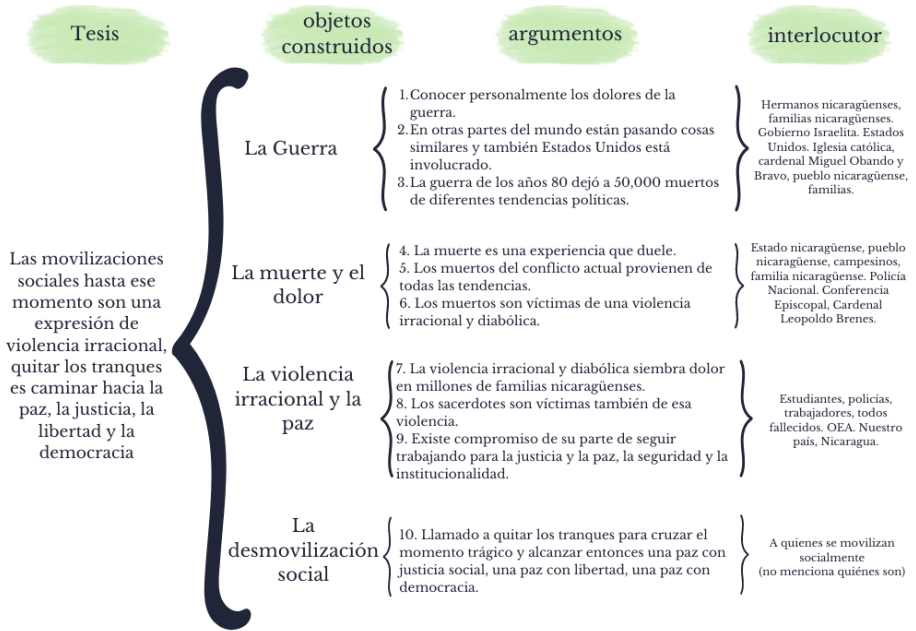 Tesis
objetos
construidos
argumentos
interlocutor
Las movilizaciones
sociales hasta ese
momento son una
expresión de
violencia irracional,
quitar los tranques
es caminar hacia la
paz, la justicia, la
libertad y la
democracia
La Guerra
1. Conocer personalmente los dolores de la
guerra.
2. En otras partes del mundo están pasando cosas
similares y también Estados Unidos está
involucrado.
3. La guerra de los años 80 dejó a 50,000 muertos
de diferentes tendencias políticas.
Hermanos nicaragüenses,
familias nicaragüenses.
Gobierno Israelita. Estados
Unidos. Iglesia católica,
cardenal Miguel Obando y
Bravo, pueblo nicaragüense,
familias.
La muerte y el
dolor
4. La muerte es una experiencia que duele.
5. Los muertos del conflicto actual provienen de
todas las tendencias.
6. Los muertos son víctimas de una violencia
irracional y diabólica.
Estado nicaragüense, pueblo
nicaragüense, campesinos,
familia nicaragüense. Policía
Nacional. Conferencia
Episcopal, Cardenal
Leopoldo Brenes.
La violencia
irracional y la
paz
7. La violencia irracional y diabólica siembra dolor
en millones de familias nicaragüenses.
8. Los sacerdotes son víctimas también de esa
violencia.
9. Existe compromiso de su parte de seguir
trabajando para la justicia y la paz, la seguridad y la
institucionalidad.
Estudiantes, policías,
trabajadores, todos
fallecidos. OEA. Nuestro
país, Nicaragua.
La
desmovilización
social
10. Llamado a quitar los tranques para cruzar el
momento trágico y alcanzar entonces una paz con
justicia social, una paz con libertad, una paz con
democracia.
A quienes se movilizan
socialmente
(no menciona quiénes son)